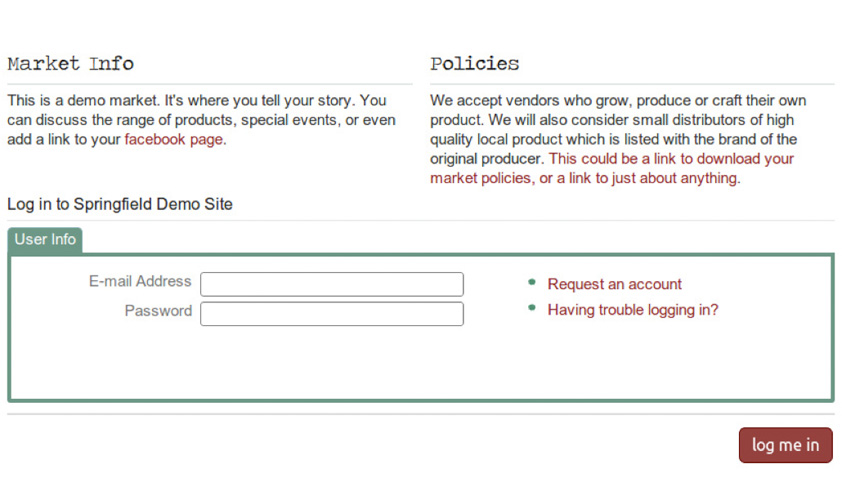 Market Info
This is a demo market. It's where you tell your story. You
can discuss the range of products, special events, or even
add a link to your facebook page.
Policies
We accept vendors who grow, produce or craft their own
product. We will also consider small distributors of high
quality local product which is listed with the brand of the
original producer. This could be a link to download your
market policies, or a link to just about anything.
Log in to Springfield Demo Site
User Info
E-mail Address
Password
Request an account
Having trouble logging in?
log me in